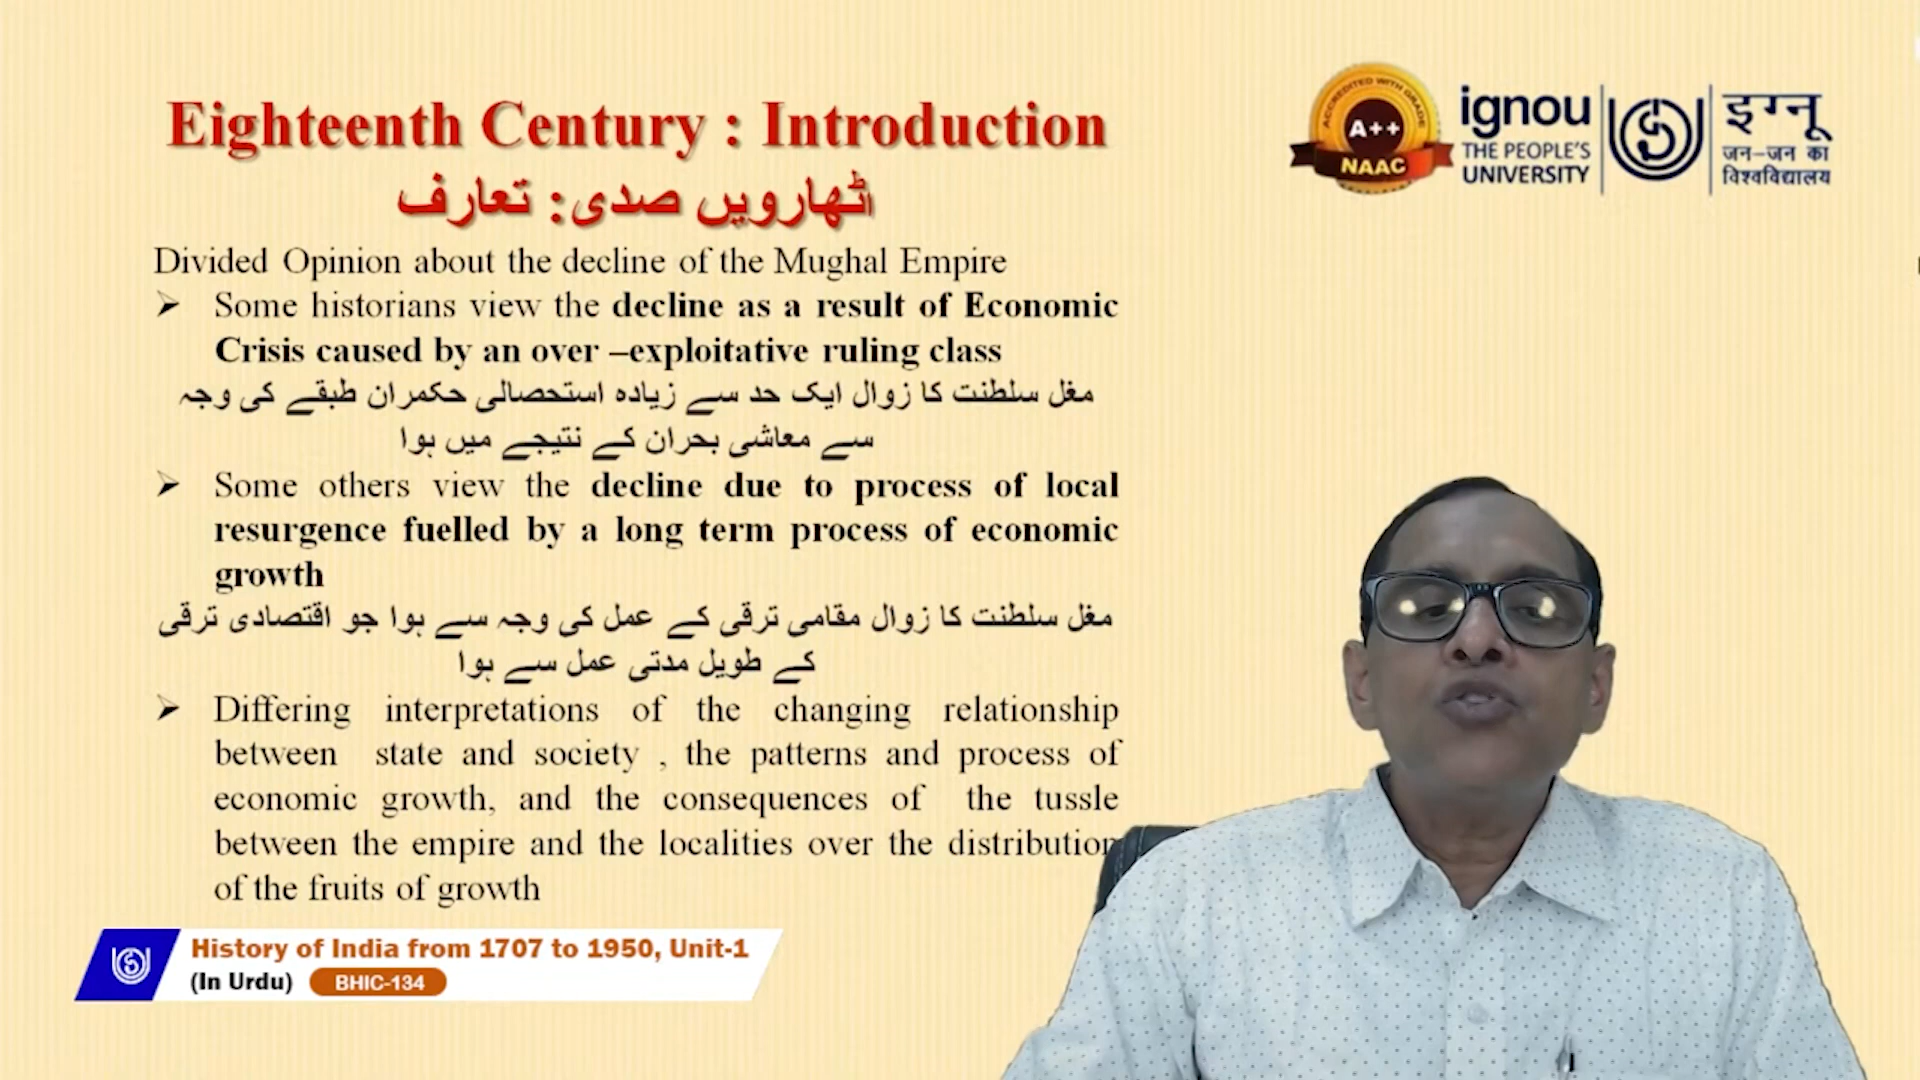 Eighteenth Century : Introduction
اٹھارویں صدی: تعارف
Divided Opinion about the decline of the Mughal Empire
➢ Some historians view the decline as a result of Economic
Crisis caused by an over –exploitative ruling class
مغل سلطنت کا زوال ایک حد سے زیادہ استحصالی حکمران طبقے کی وجہ
سے معاشی بحران کے نتیجے میں ہوا
➢ Some others view the decline due to process of local
resurgence fuelled by a long term process of economic
growth
مغل سلطنت کا زوال مقامی ترقی کے عمل کی وجہ سے ہوا جو اقتصادی ترقی
کے طویل مدتی عمل سے ہوا
➢ Differing interpretations of the changing relationship
between state and society , the patterns and process of
economic growth, and the consequences of the tussle
between the empire and the localities over the distribution
of the fruits of growth
ACCREDITED WITH GRADE
A++
NAAC
ignou
THE PEOPLE'S
UNIVERSITY
इग्नू
जन-जन का
विश्वविद्यालय
History of India from 1707 to 1950, Unit-1
(In Urdu) BHIC-134